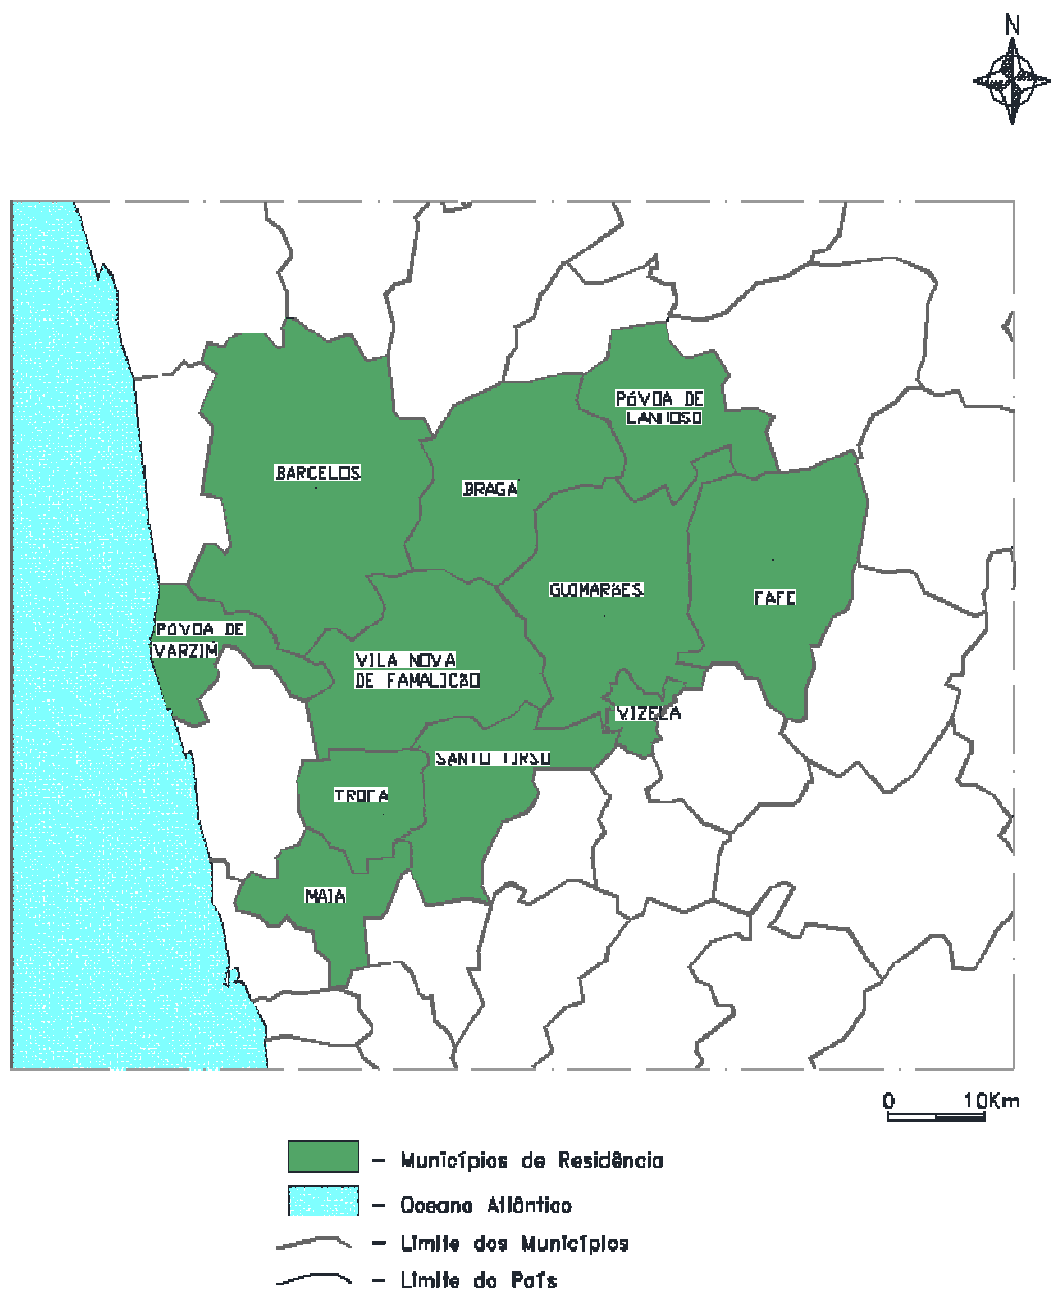 N
PÓVOA DE
LANHOSO
BARCELOS
BRAGA
GUIMARÃES
FAFE
PÓVOA DE
VARZIM
VILA NOVA
DE FAMALICÃO
VIZELA
SANTO TIRSO
TROFA
MAIA
0 10Km
- Municípios de Residência
- Oceano Atlântico
- Limite dos Municípios
- Limite do País